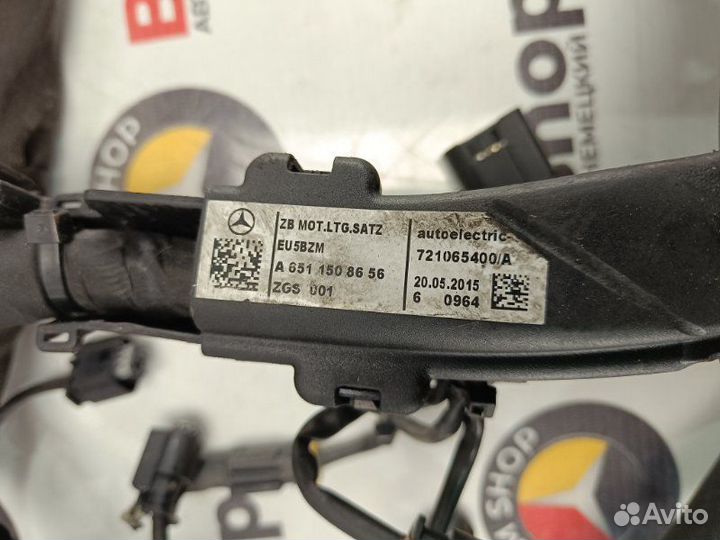 ZB MOT.LTG.SATZ
EU5BZM
A 651 150 86 56
ZGS 001
autoelectric
721065400/A
20.05.2015
6 0964
SHOP
НЕМЕЦКИЙ
SHOP
Avito